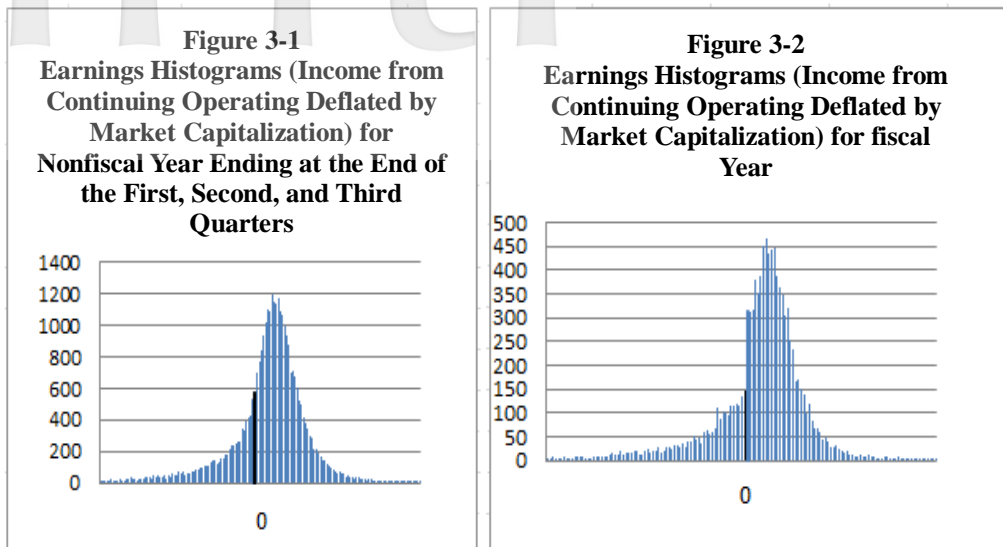 Figure 3-1
Earnings Histograms (Income from
Continuing Operating Deflated by
Market Capitalization) for
Nonfiscal Year Ending at the End of
the First, Second, and Third
Quarters
1400
1200
1000
800
600
400
200
0
0
Figure 3-2
Earnings Histograms (Income from
Continuing Operating Deflated by
Market Capitalization) for fiscal
Year
500
450
400
350
300
250
200
150
100
50
0
0